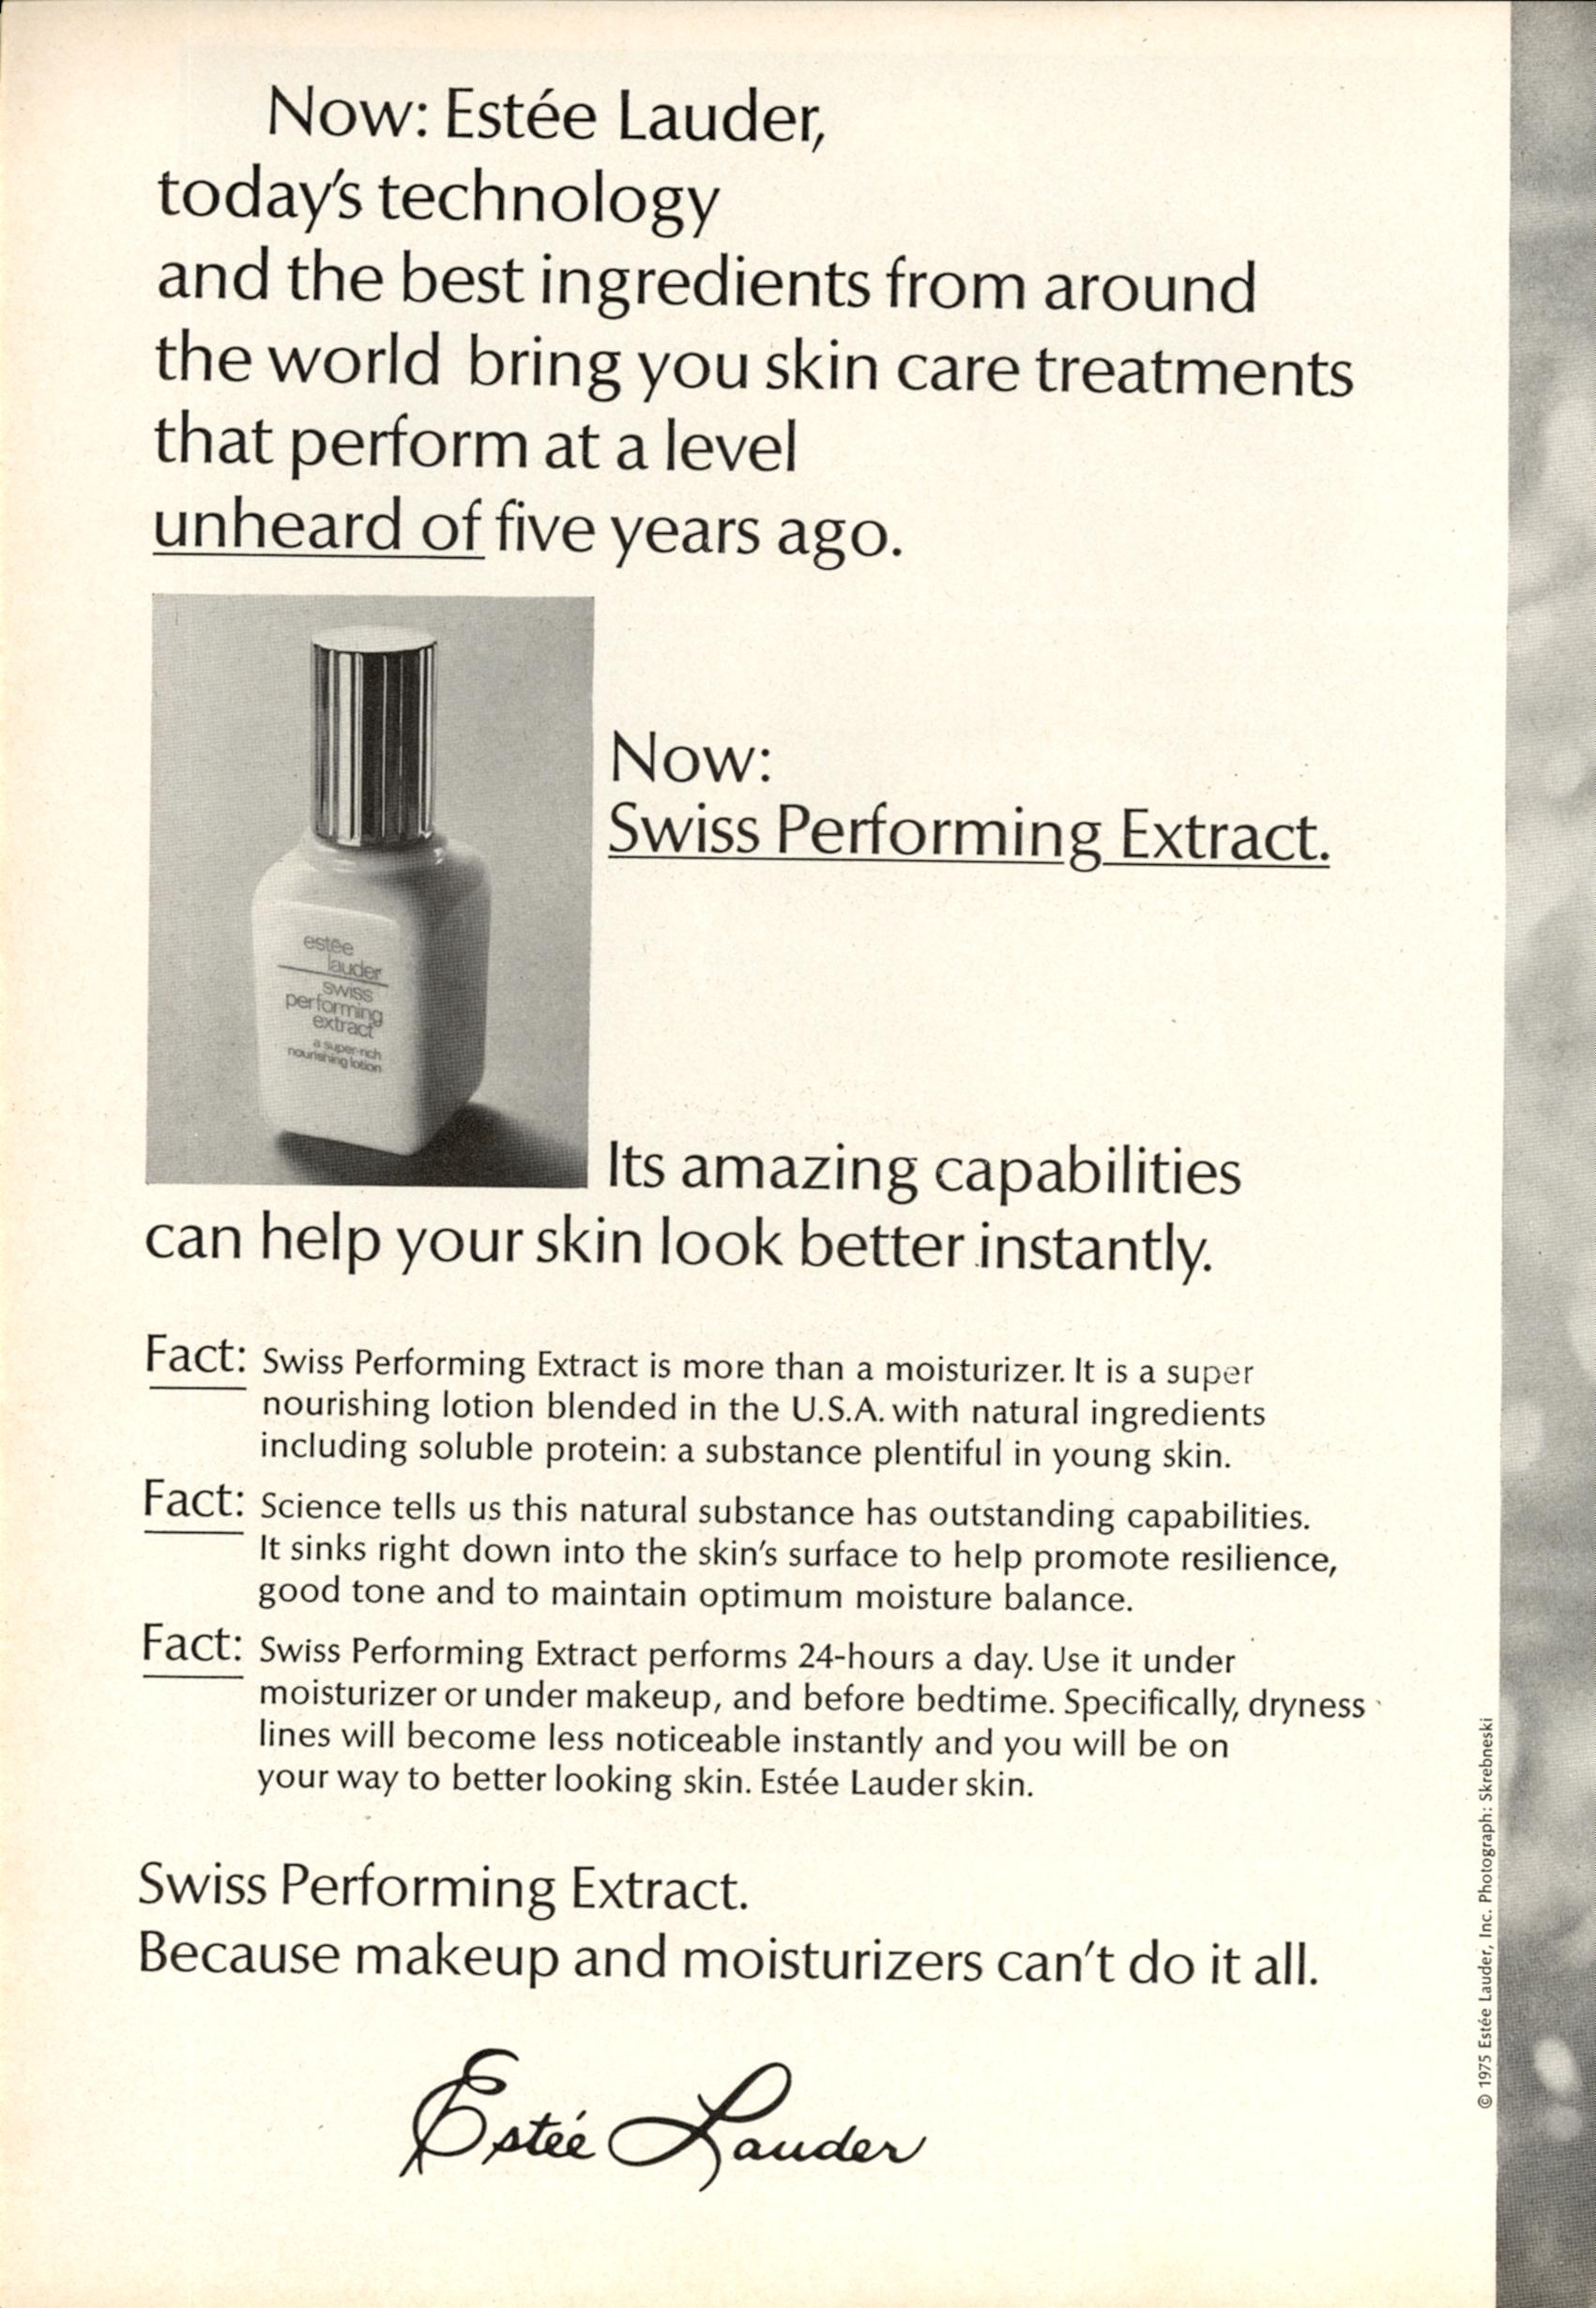 Now: Estée Lauder,
today's technology
and the best ingredients from around
the world bring you skin care treatments
that perform at a level
unheard of five years ago.
estēe
lauder
swiss
performing
extract
a super-rich
nourishing lotion
Now:
Swiss Performing Extract.
Its amazing capabilities
can help your skin look better instantly.
Fact: Swiss Performing Extract is more than a moisturizer. It is a super
nourishing lotion blended in the U.S.A. with natural ingredients
including soluble protein: a substance plentiful in young skin.
Fact: Science tells us this natural substance has outstanding capabilities.
It sinks right down into the skin's surface to help promote resilience,
good tone and to maintain optimum moisture balance.
Fact: Swiss Performing Extract performs 24-hours a day. Use it under
moisturizer or under makeup, and before bedtime. Specifically, dryness
lines will become less noticeable instantly and you will be on
your way to better looking skin. Estée Lauder skin.
Swiss Performing Extract.
Because makeup and moisturizers can't do it all.
Estée Lauder
© 1975 Estée Lauder, Inc. Photograph: Skrebneski